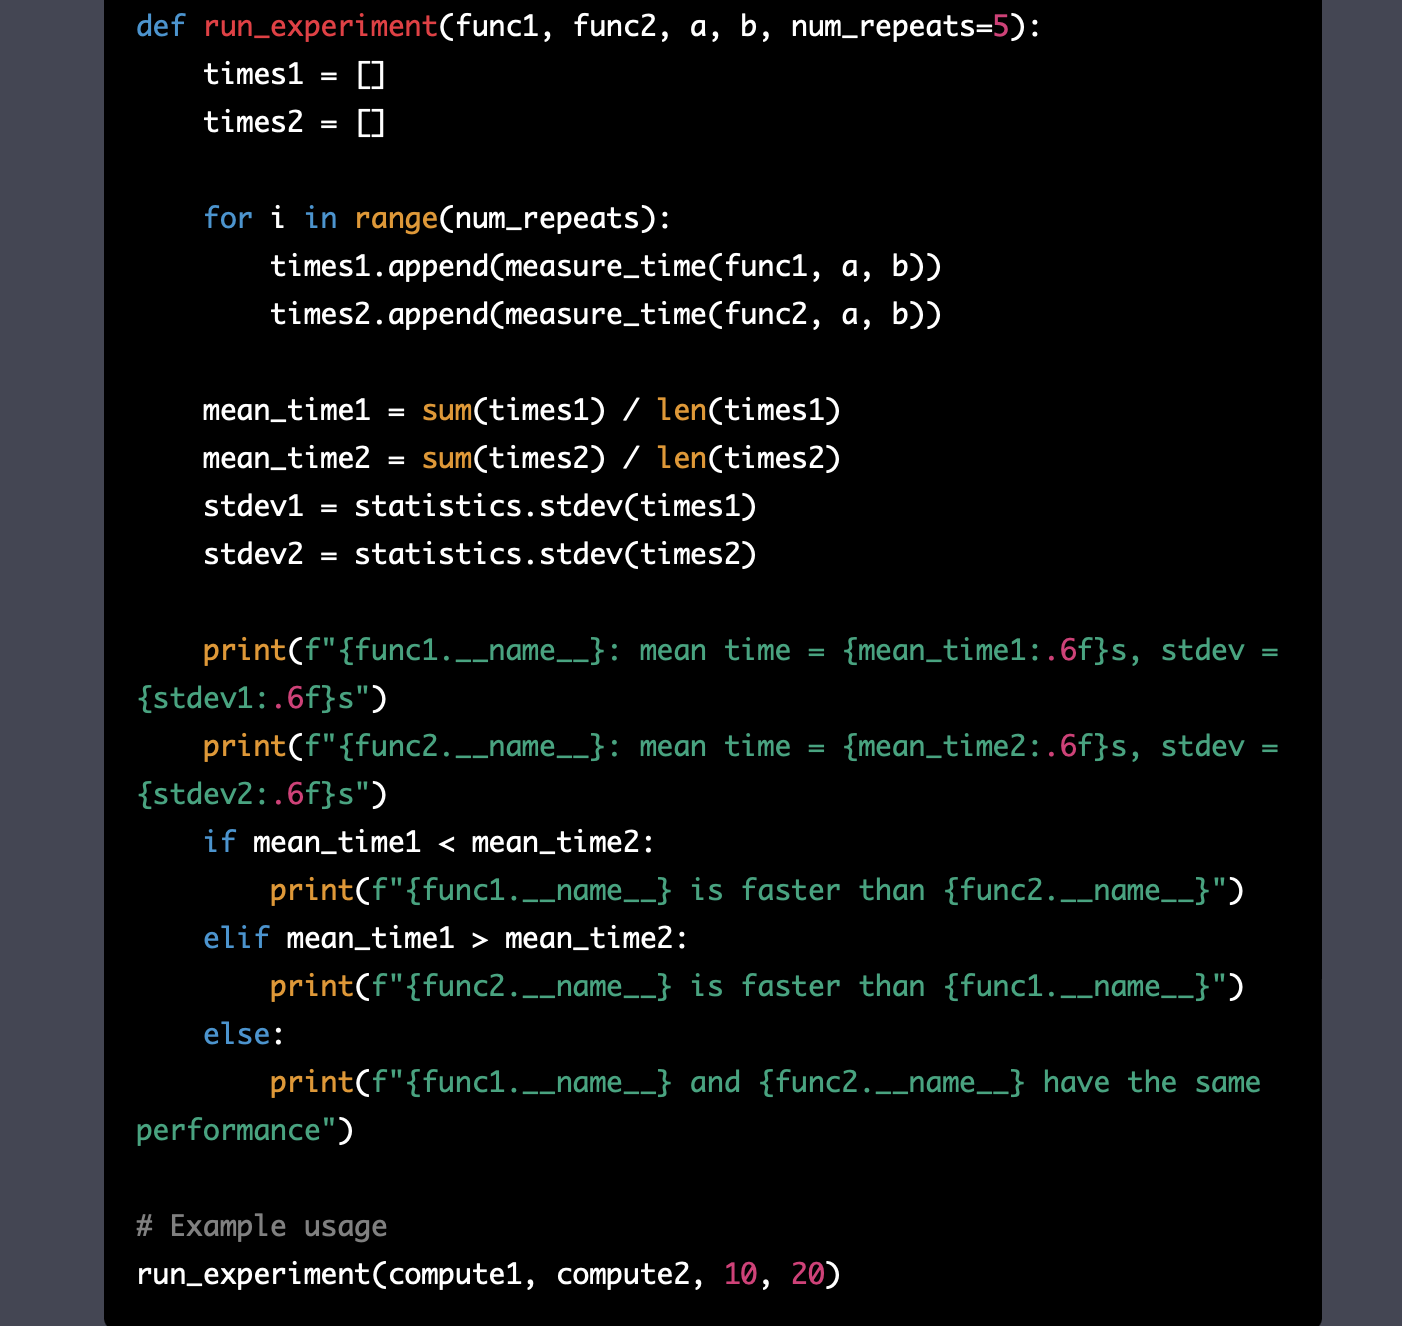 def run_experiment(func1, func2, a, b, num_repeats=5):
    times1 = []
    times2 = []

    for i in range(num_repeats):
        times1.append(measure_time(func1, a, b))
        times2.append(measure_time(func2, a, b))

    mean_time1 = sum(times1) / len(times1)
    mean_time2 = sum(times2) / len(times2)
    stdev1 = statistics.stdev(times1)
    stdev2 = statistics.stdev(times2)

    print(f"{func1.__name__}: mean time = {mean_time1:.6f}s, stdev =
{stdev1:.6f}s")
    print(f"{func2.__name__}: mean time = {mean_time2:.6f}s, stdev =
{stdev2:.6f}s")
    if mean_time1 < mean_time2:
        print(f"{func1.__name__} is faster than {func2.__name__}")
    elif mean_time1 > mean_time2:
        print(f"{func2.__name__} is faster than {func1.__name__}")
    else:
        print(f"{func1.__name__} and {func2.__name__} have the same
performance")

# Example usage
run_experiment(compute1, compute2, 10, 20)